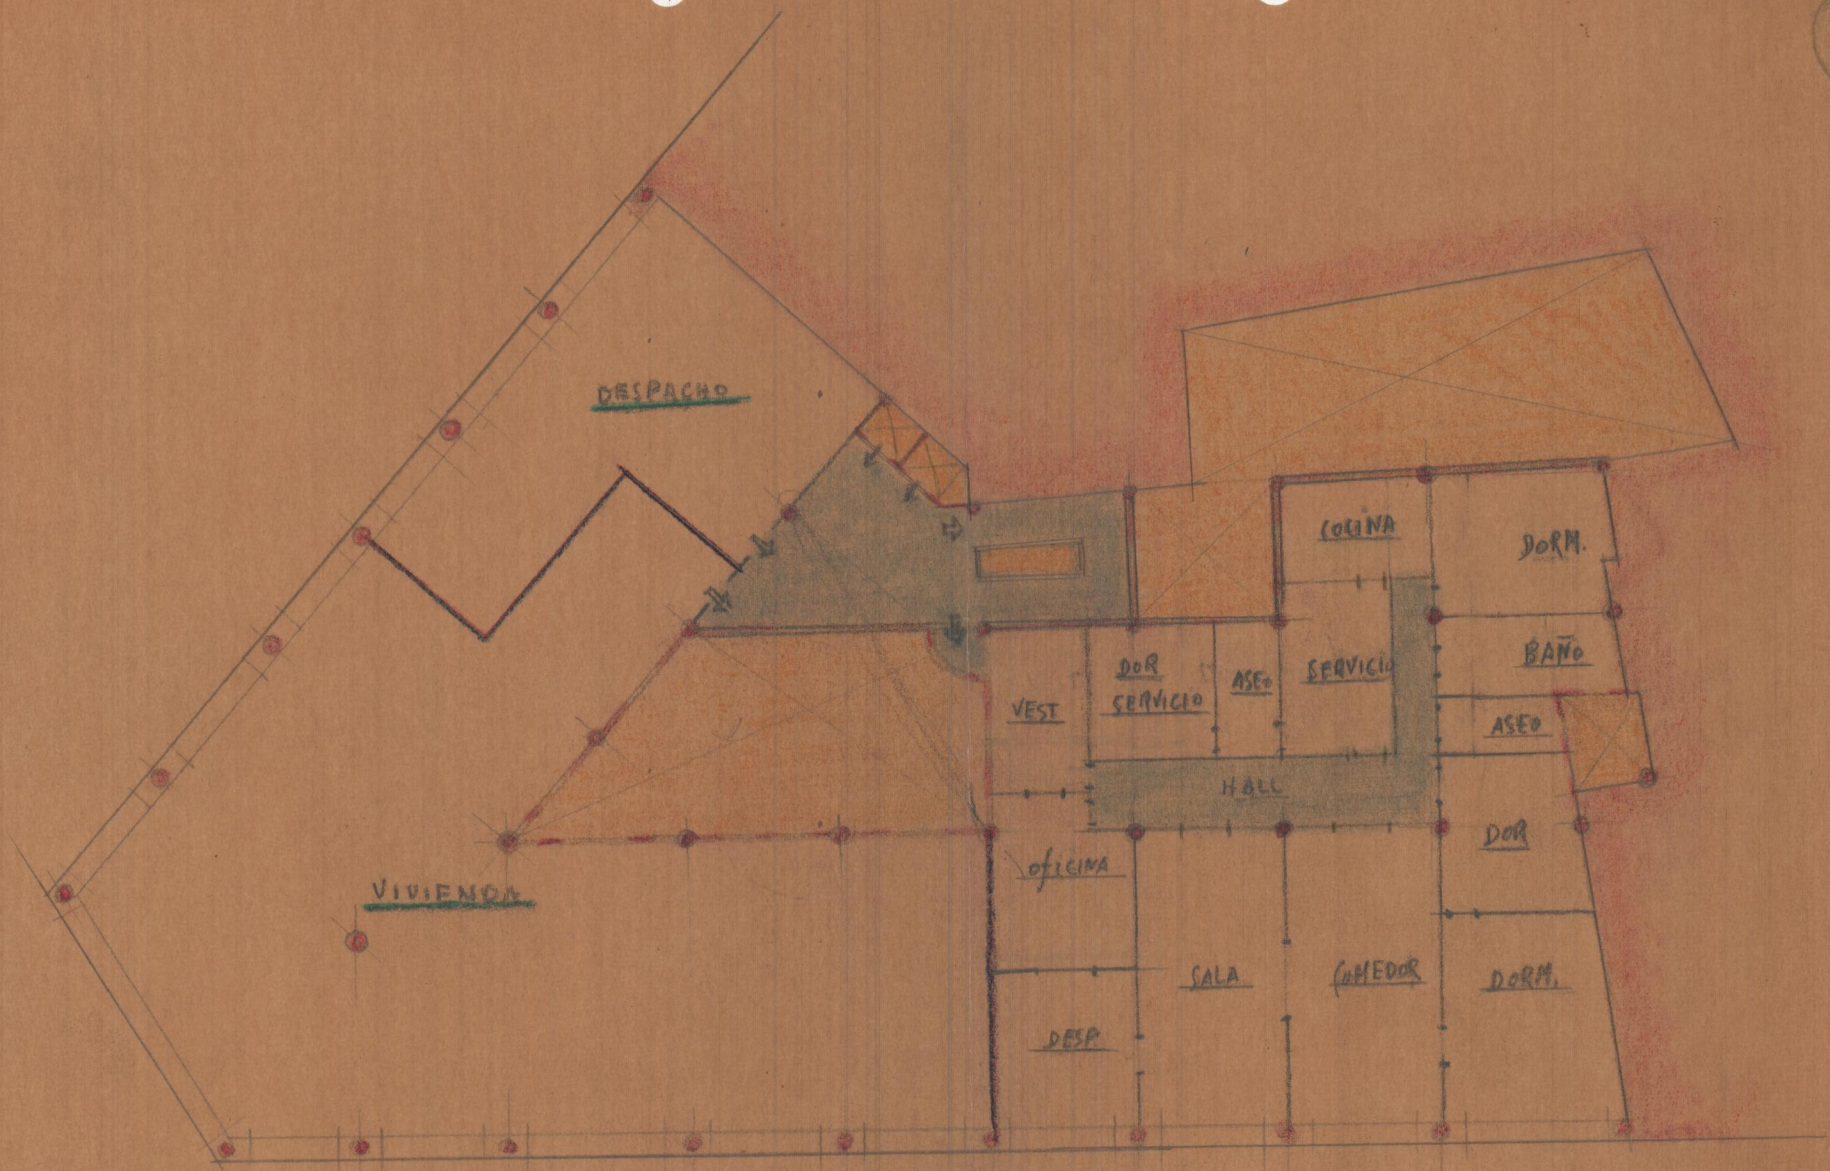 DESPACHO
COCINA
DORM.
DOR
SERVICIO
ASEO
SERVICIO
BAÑO
VEST
ASEO
HALL
DOR
OFICINA
VIVIENDA
SALA
COMEDOR
DORM.
DESP.